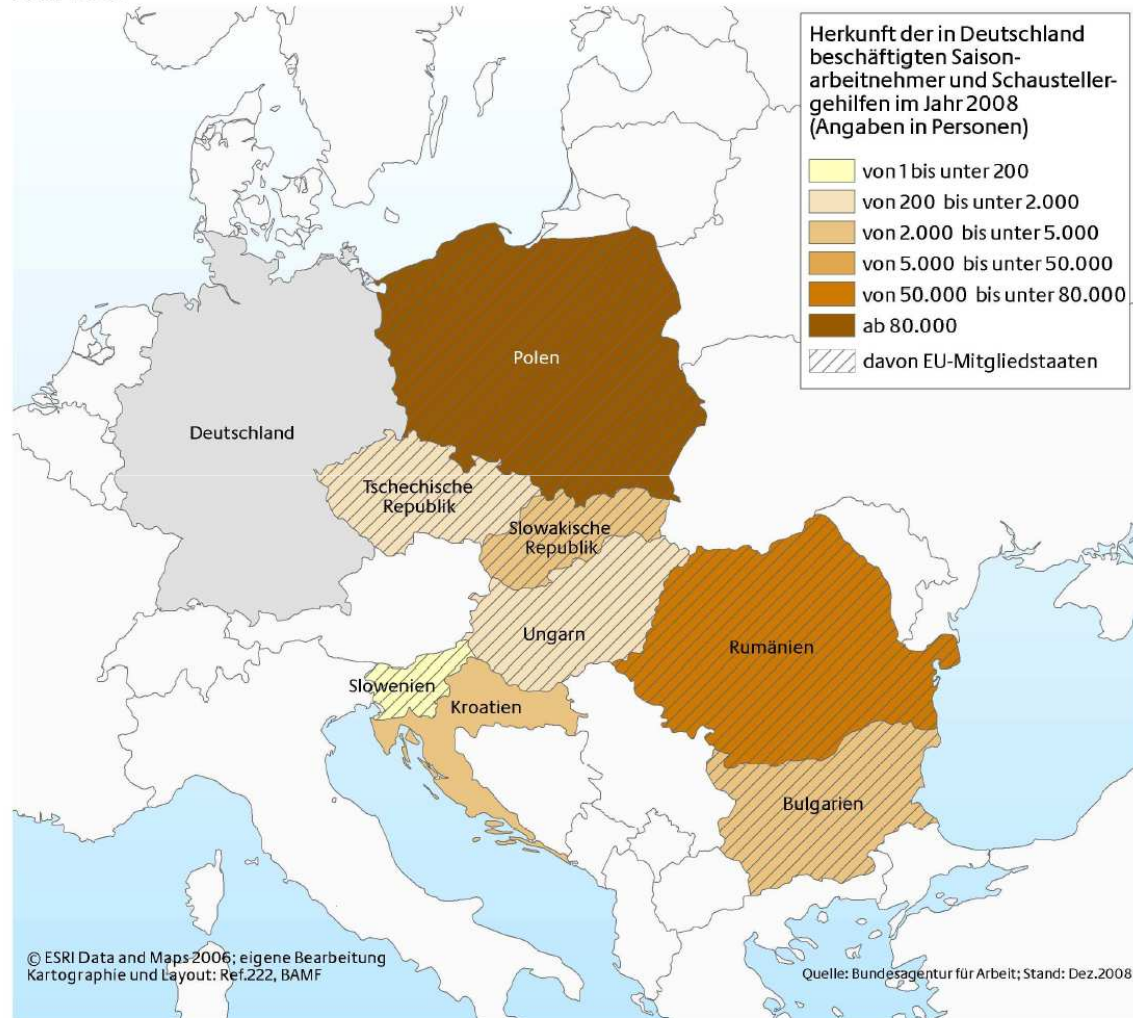 Herkunft der in Deutschland
beschäftigten Saison-
arbeitnehmer und Schausteller-
gehilfen im Jahr 2008
(Angaben in Personen)
von 1 bis unter 200
von 200 bis unter 2.000
von 2.000 bis unter 5.000
von 5.000 bis unter 50.000
von 50.000 bis unter 80.000
ab 80.000
davon EU-Mitgliedstaaten
Polen
Deutschland
Tschechische
Republik
Slowakische
Republik
Ungarn
Rumänien
Slowenien
Kroatien
Bulgarien
© ESRI Data and Maps 2006; eigene Bearbeitung
Kartographie und Layout: Ref.222, BAMF
Quelle: Bundesagentur für Arbeit; Stand: Dez.2008